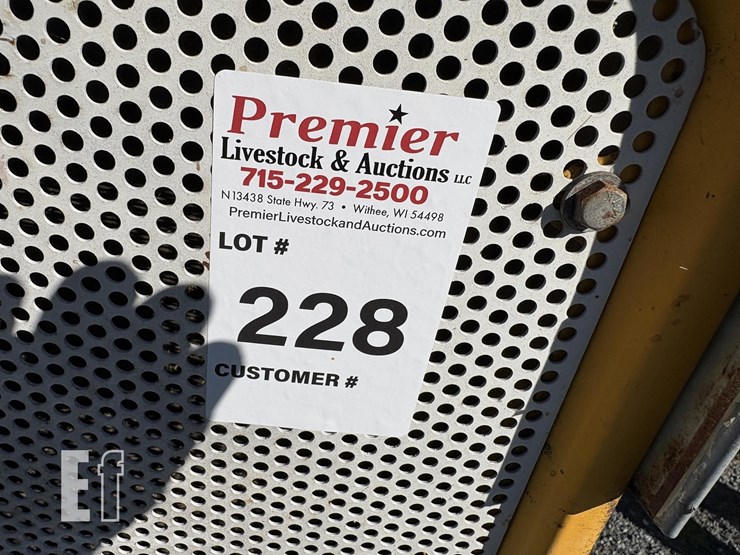 Premier
Livestock & Auctions LLC
715-229-2500
N13438 State Hwy. 73 • Withee, WI 54498
PremierLivestockandAuctions.com
LOT #
228
CUSTOMER #
Ef